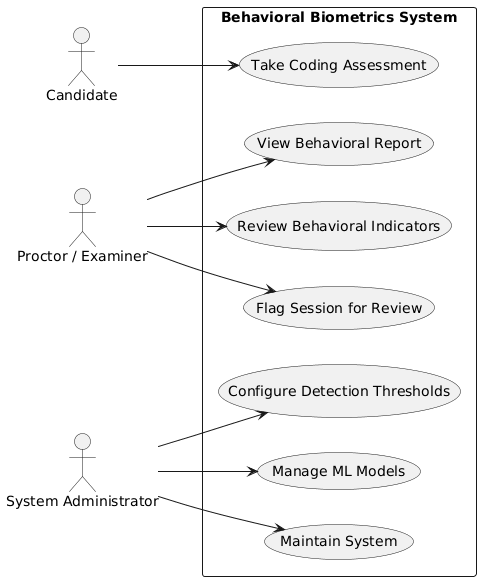 Behavioral Biometrics System
Candidate
Take Coding Assessment
View Behavioral Report
Proctor / Examiner
Review Behavioral Indicators
Flag Session for Review
Configure Detection Thresholds
System Administrator
Manage ML Models
Maintain System